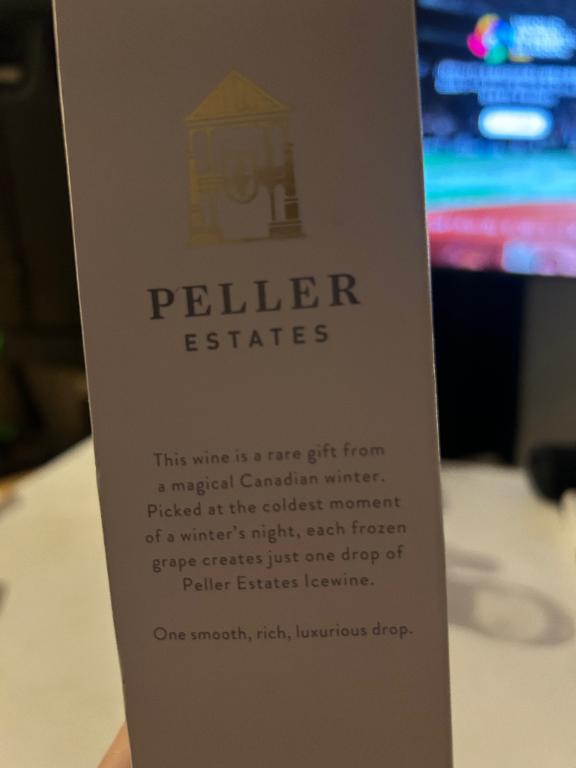 PELLER
ESTATES
This wine is a rare gift from
a magical Canadian winter.
Picked at the coldest moment
of a winter's night, each frozen
grape creates just one drop of
Peller Estates Icewine.
One smooth, rich, luxurious drop.